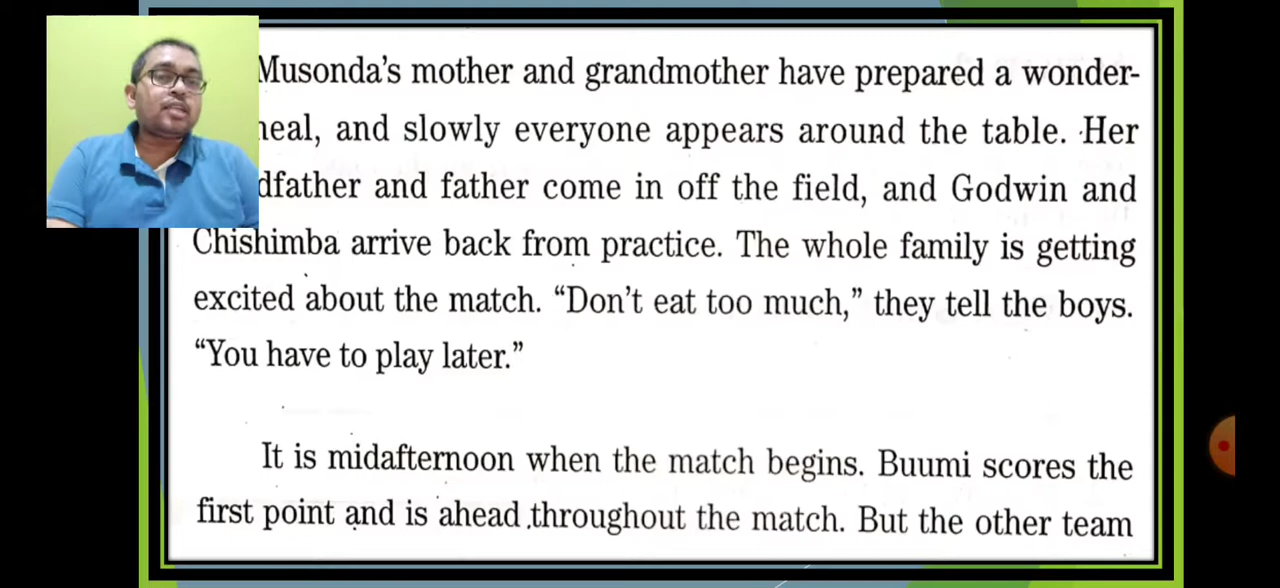 Musonda's mother and grandmother have prepared a wonder-
and slowly everyone appears around the table. Her
and father come in off the field, and Godwin and
Chishimba arrive back from practice. The whole family is getting
excited about the match. “Don't eat too much,” they tell the boys.
“You have to play later.”
It is midafternoon when the match begins. Buumi scores the
first point and is ahead throughout the match. But the other team